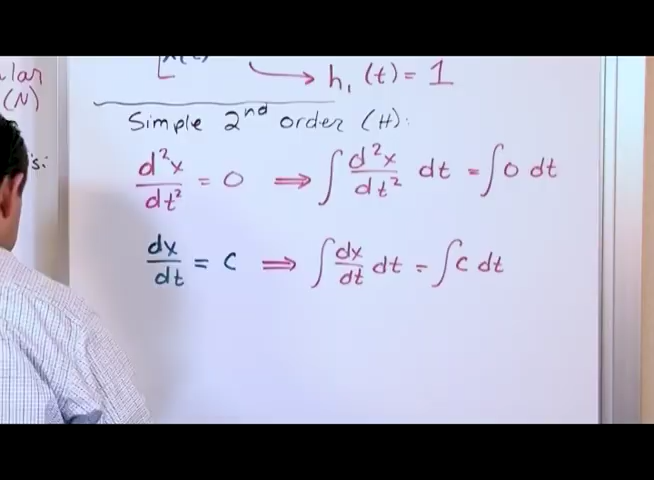 lar
(N)
s:
h₁(t) = 1
Simple 2nd order (H):
d²x/dt² = 0 ⟹ ∫ d²x/dt² dt = ∫ 0 dt
dx/dt = C ⟹ ∫ dx/dt dt = ∫ C dt